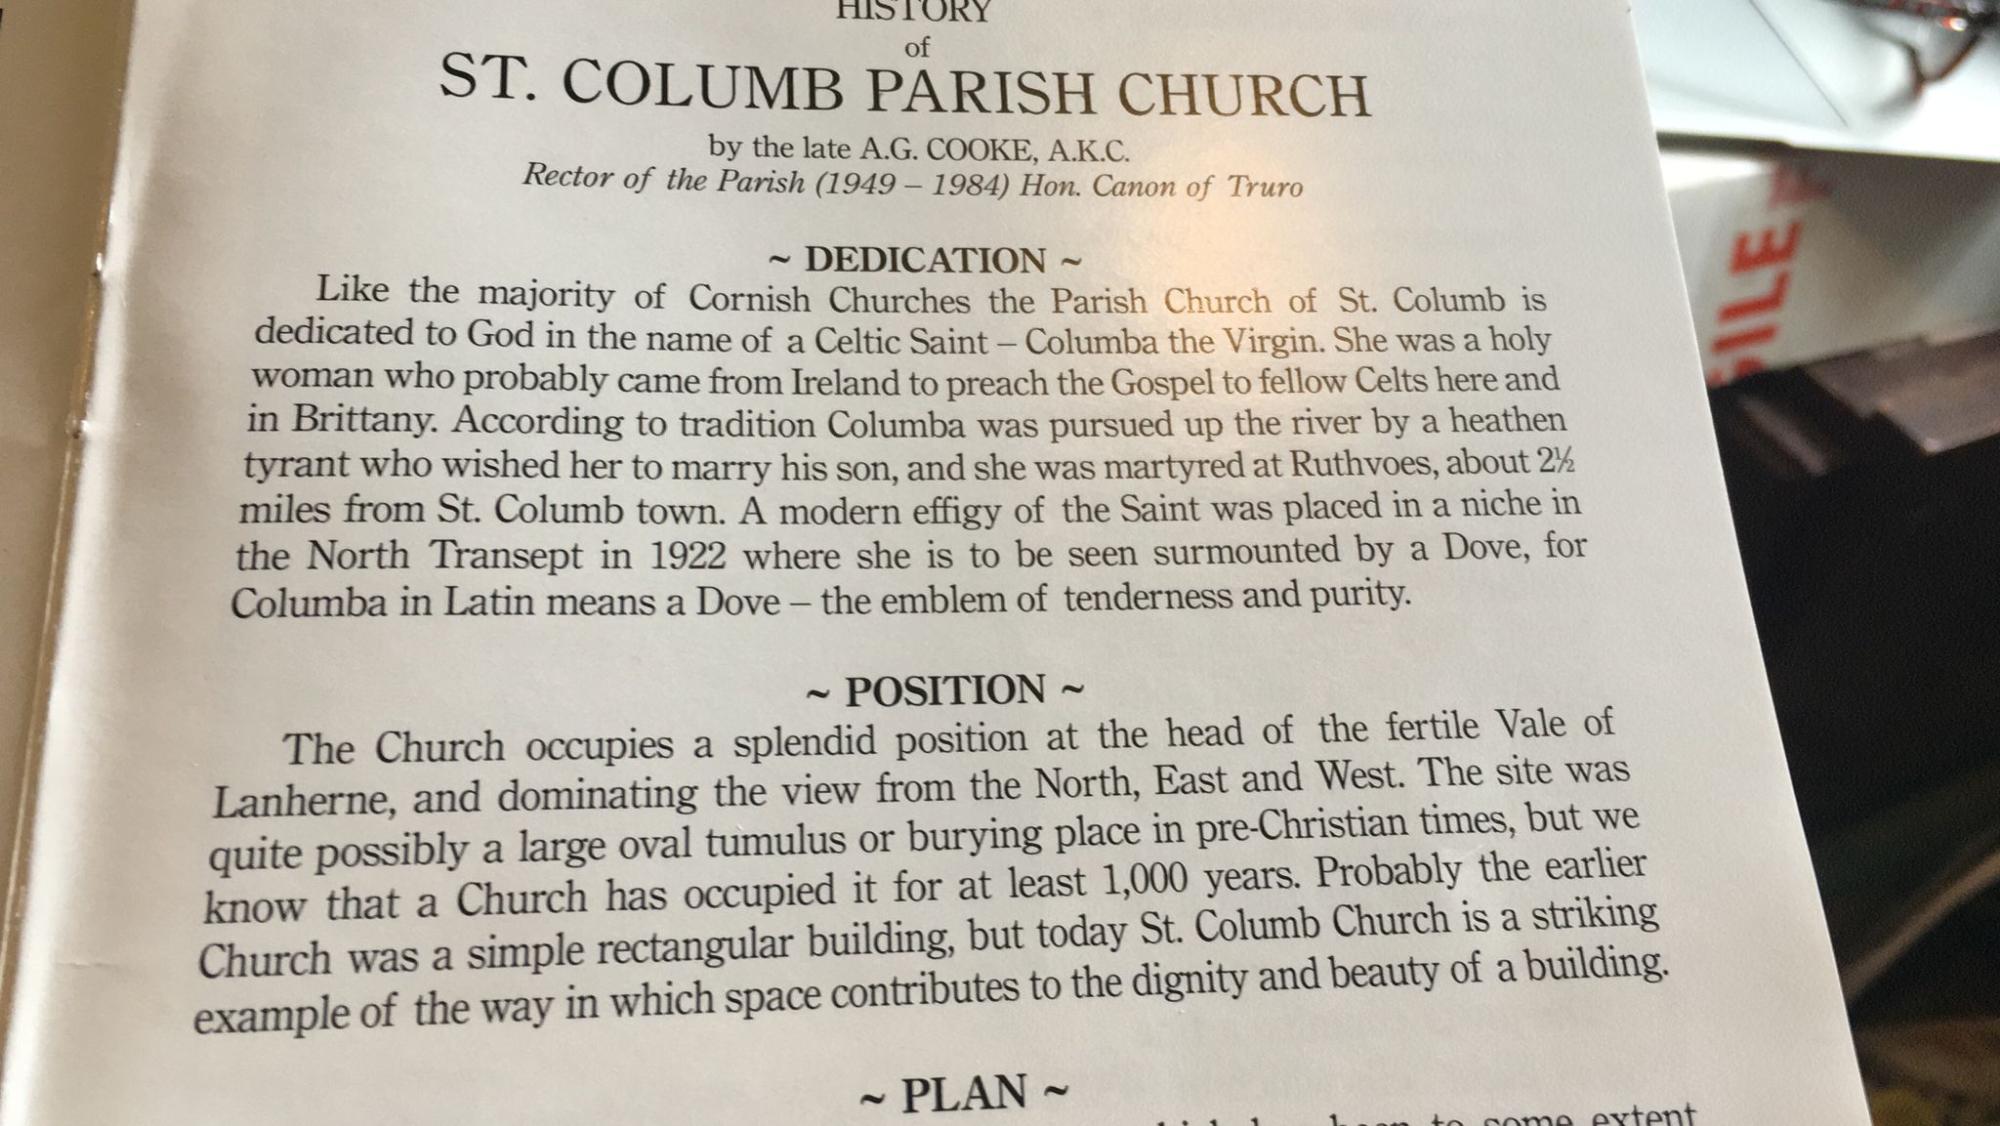 HISTORY
of
ST. COLUMB PARISH CHURCH
by the late A.G. COOKE, A.K.C.
Rector of the Parish (1949 – 1984) Hon. Canon of Truro
~ DEDICATION ~
Like the majority of Cornish Churches the Parish Church of St. Columb is
dedicated to God in the name of a Celtic Saint – Columba the Virgin. She was a holy
woman who probably came from Ireland to preach the Gospel to fellow Celts here and
in Brittany. According to tradition Columba was pursued up the river by a heathen
tyrant who wished her to marry his son, and she was martyred at Ruthvoes, about 2½
miles from St. Columb town. A modern effigy of the Saint was placed in a niche in
the North Transept in 1922 where she is to be seen surmounted by a Dove, for
Columba in Latin means a Dove – the emblem of tenderness and purity.
~ POSITION ~
The Church occupies a splendid position at the head of the fertile Vale of
Lanherne, and dominating the view from the North, East and West. The site was
quite possibly a large oval tumulus or burying place in pre-Christian times, but we
know that a Church has occupied it for at least 1,000 years. Probably the earlier
Church was a simple rectangular building, but today St. Columb Church is a striking
example of the way in which space contributes to the dignity and beauty of a building.
~ PLAN ~
to some extent